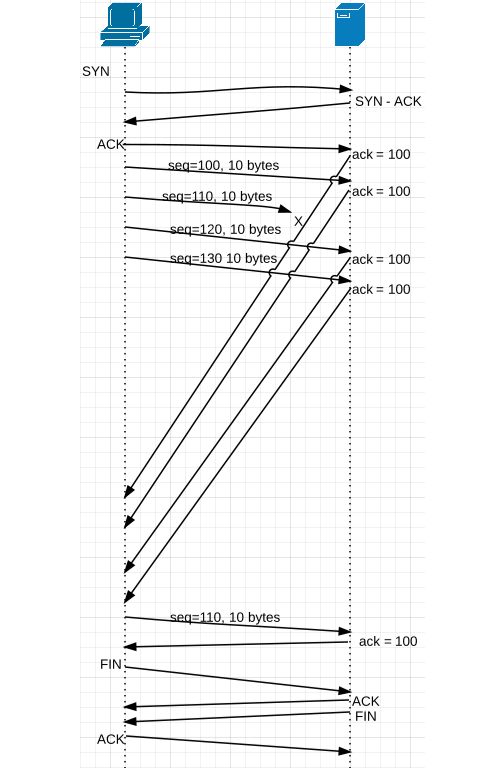 SYN
SYN - ACK
ACK
ack = 100
seq=100, 10 bytes
ack = 100
seq=110, 10 bytes
X
seq=120, 10 bytes
ack = 100
seq=130 10 bytes
ack = 100
seq=110, 10 bytes
ack = 100
FIN
ACK
FIN
ACK